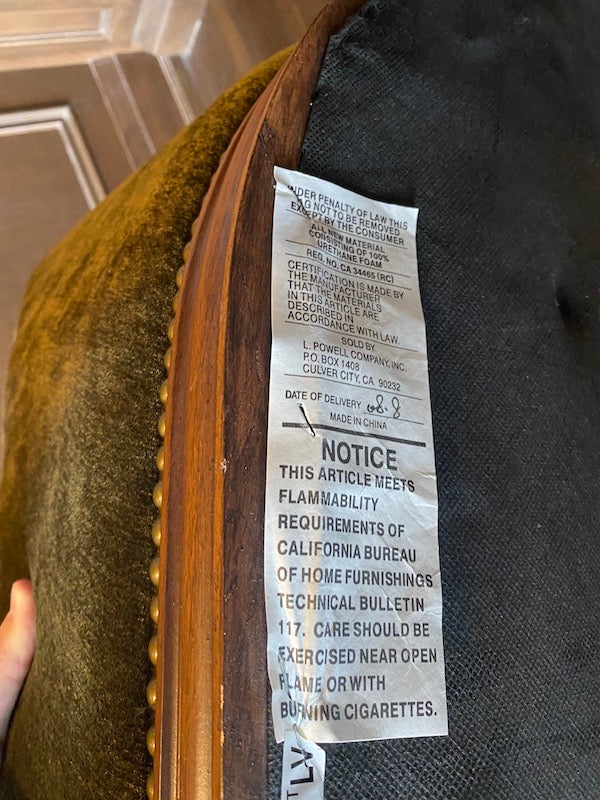 UNDER PENALTY OF LAW THIS
TAG NOT TO BE REMOVED
EXCEPT BY THE CONSUMER
ALL NEW MATERIAL
CONSISTING OF 100%
URETHANE FOAM
REG. NO. CA 34465 (RC)
CERTIFICATION IS MADE BY
THE MANUFACTURER
THAT THE MATERIALS
IN THIS ARTICLE ARE
DESCRIBED IN
ACCORDANCE WITH LAW.
SOLD BY
L. POWELL COMPANY, INC.
P.O. BOX 1408
CULVER CITY, CA 90232
DATE OF DELIVERY 08.8
MADE IN CHINA
NOTICE
THIS ARTICLE MEETS
FLAMMABILITY
REQUIREMENTS OF
CALIFORNIA BUREAU
OF HOME FURNISHINGS
TECHNICAL BULLETIN
117. CARE SHOULD BE
EXERCISED NEAR OPEN
FLAME OR WITH
BURNING CIGARETTES.